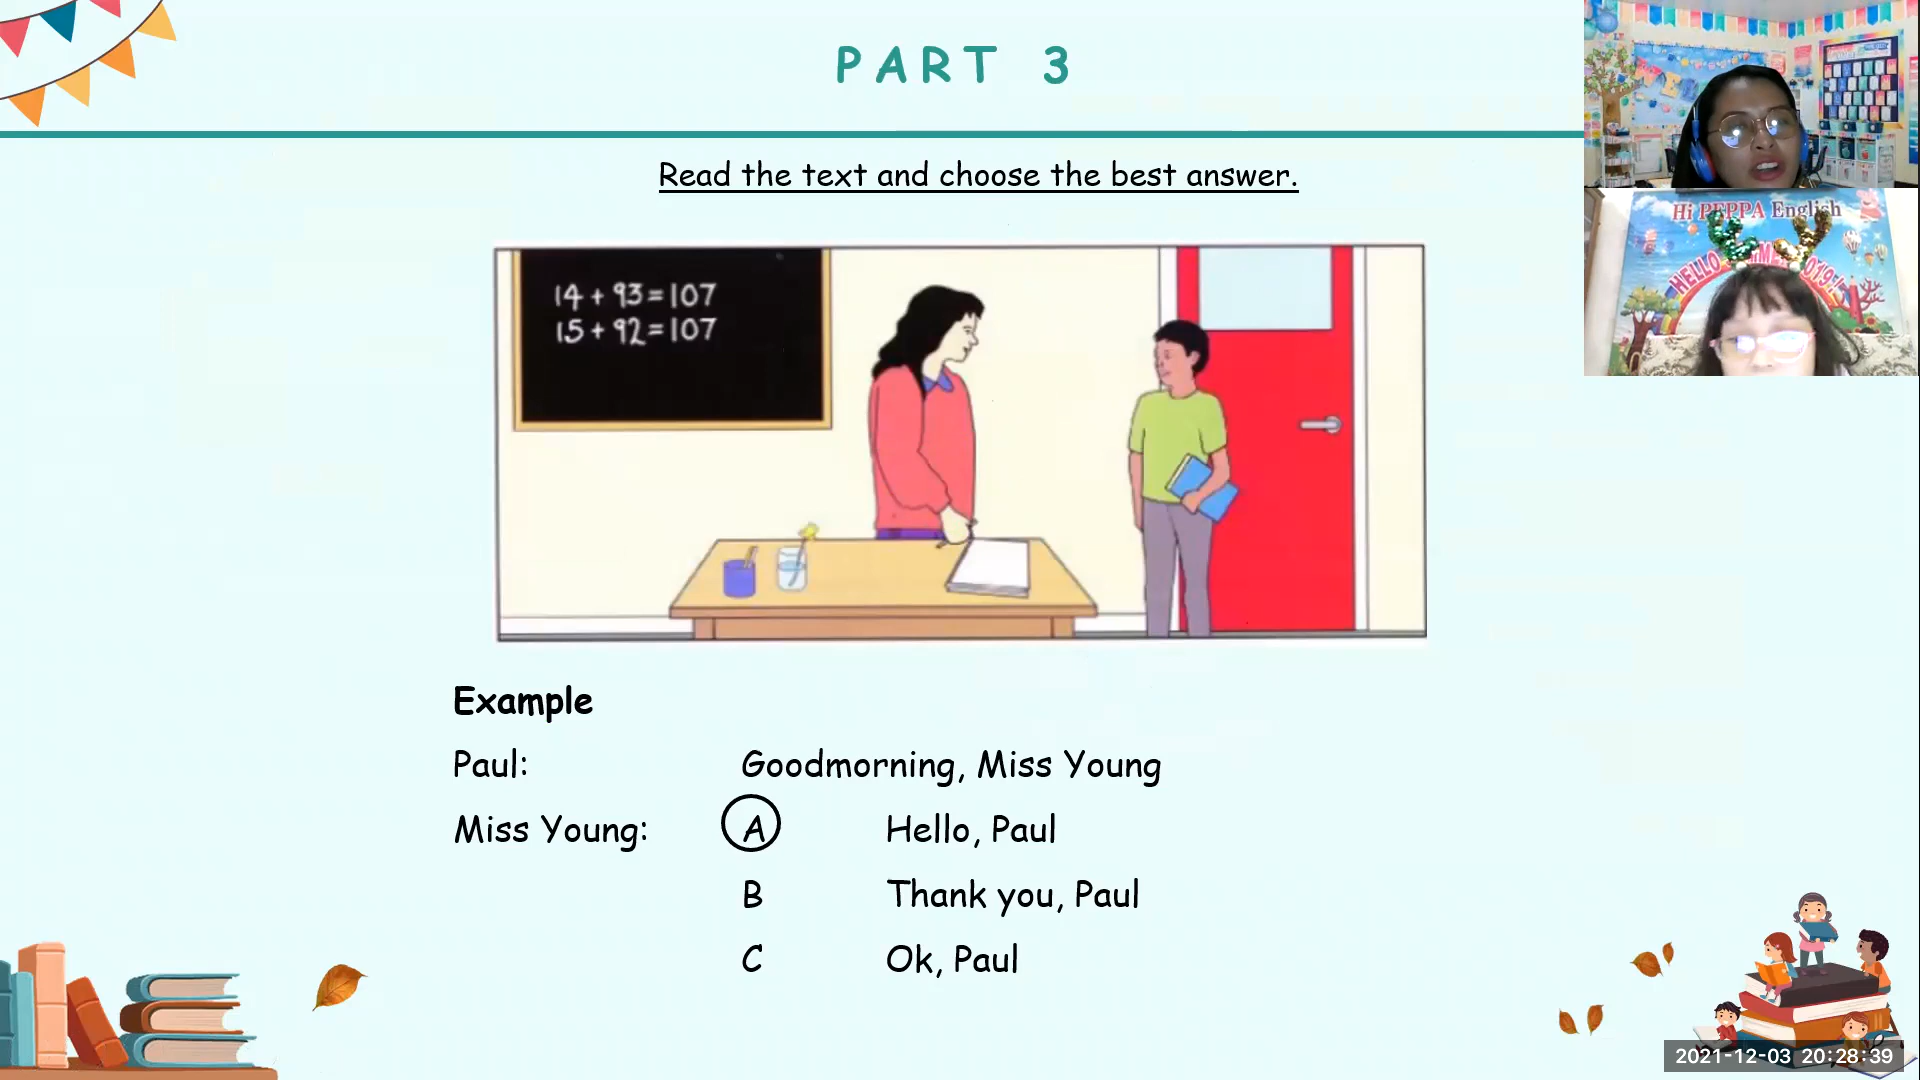 PART 3
Read the text and choose the best answer.
14 + 93 = 107
15 + 92 = 107
Example
Paul: Goodmorning, Miss Young
Miss Young: A Hello, Paul
B Thank you, Paul
C Ok, Paul
Hi PEPPA English
HELLO
2019!
2021-12-03 20:28:39